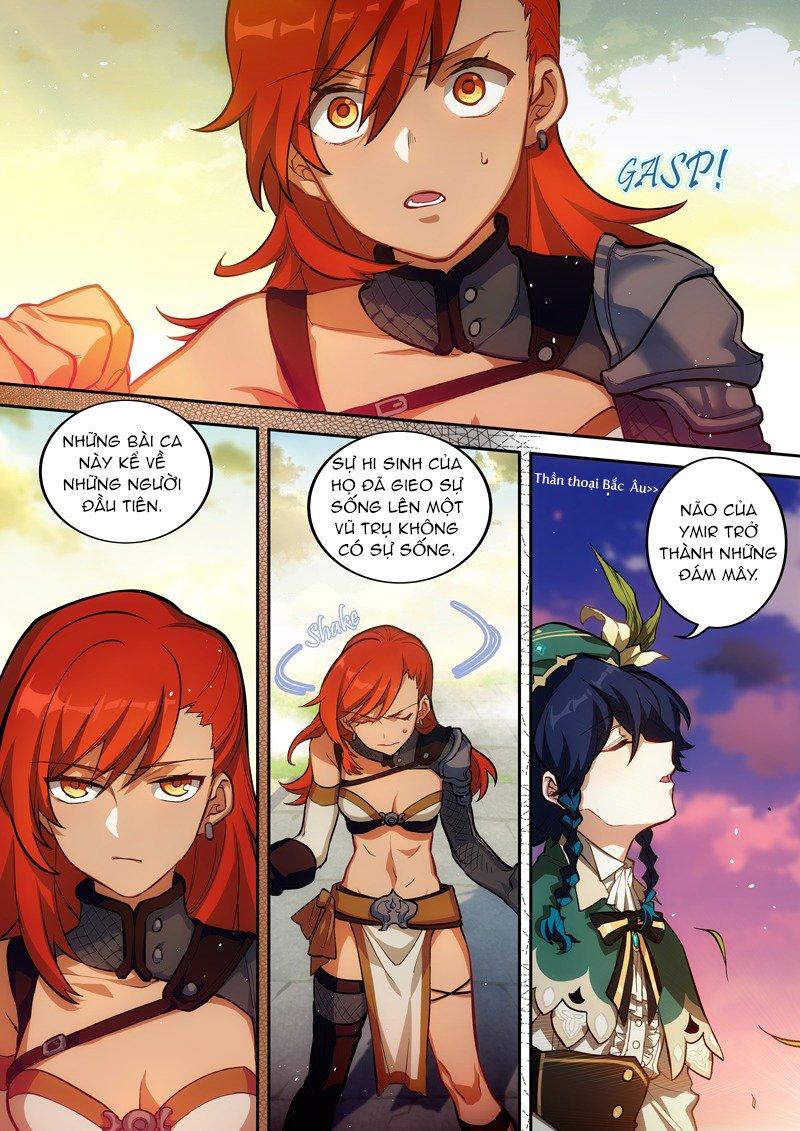 GASP!
NHỮNG BÀI CA
NÀY KỂ VỀ
NHỮNG NGƯỜI
ĐẦU TIÊN.
SỰ HI SINH CỦA
HỌ ĐÃ GIEO SỰ
SỐNG LÊN MỘT
VŨ TRỤ KHÔNG
CÓ SỰ SỐNG.
Shake
Thần thoại Bắc Âu>>
NÃO CỦA
YMIR TRỞ
THÀNH NHỮNG
ĐÁM MÂY.